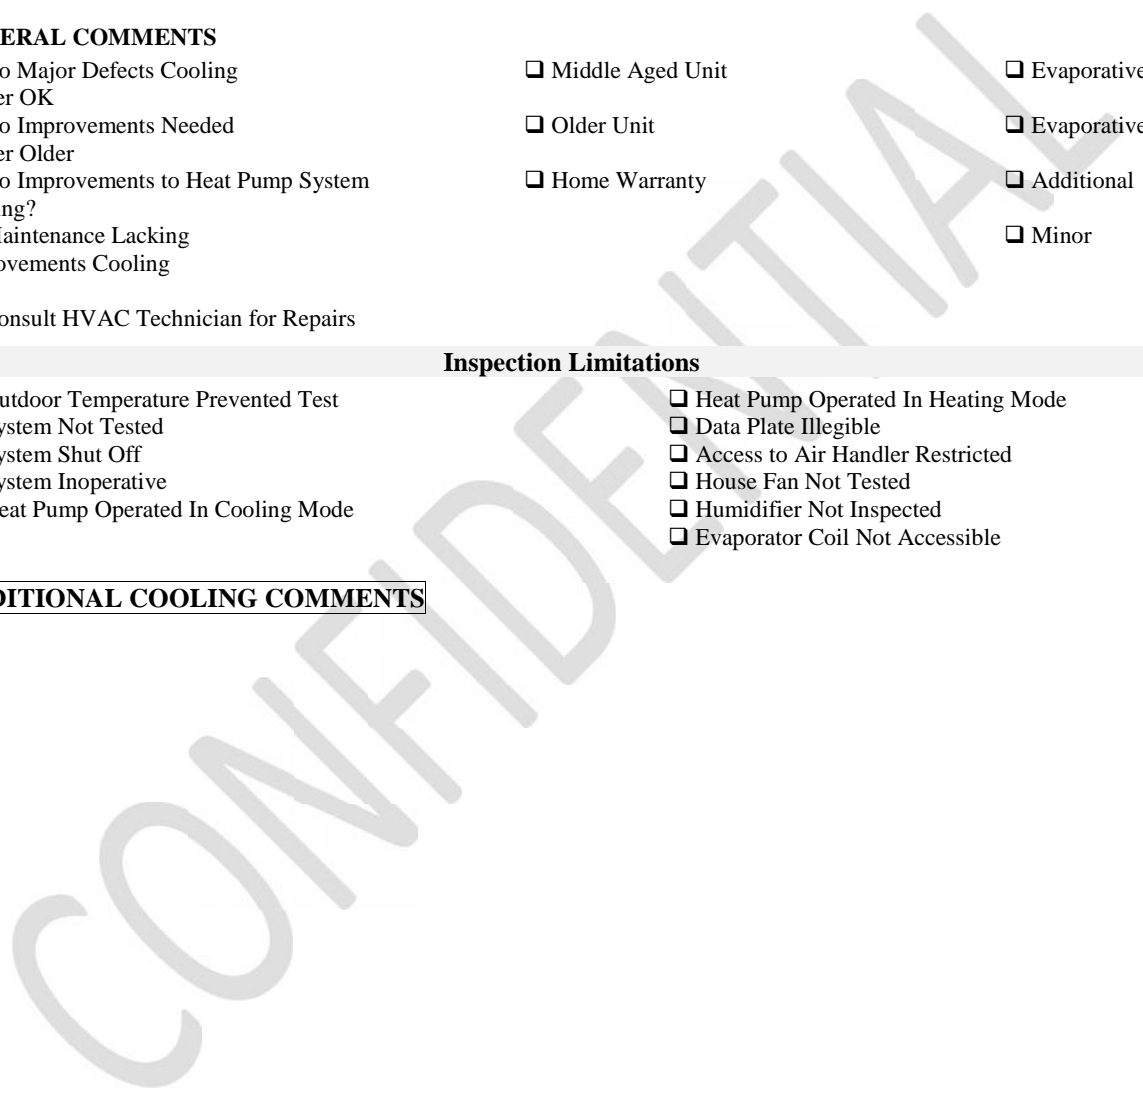 ERAL COMMENTS
o Major Defects Cooling ❑ Middle Aged Unit ❑ Evaporative
er OK
o Improvements Needed ❑ Older Unit ❑ Evaporative
er Older
o Improvements to Heat Pump System ❑ Home Warranty ❑ Additional
ing?
aintenance Lacking ❑ Minor
ovements Cooling
onsult HVAC Technician for Repairs
Inspection Limitations
utdoor Temperature Prevented Test ❑ Heat Pump Operated In Heating Mode
ystem Not Tested ❑ Data Plate Illegible
ystem Shut Off ❑ Access to Air Handler Restricted
ystem Inoperative ❑ House Fan Not Tested
eat Pump Operated In Cooling Mode ❑ Humidifier Not Inspected
❑ Evaporator Coil Not Accessible
DITIONAL COOLING COMMENTS
CONFIDENTIAL